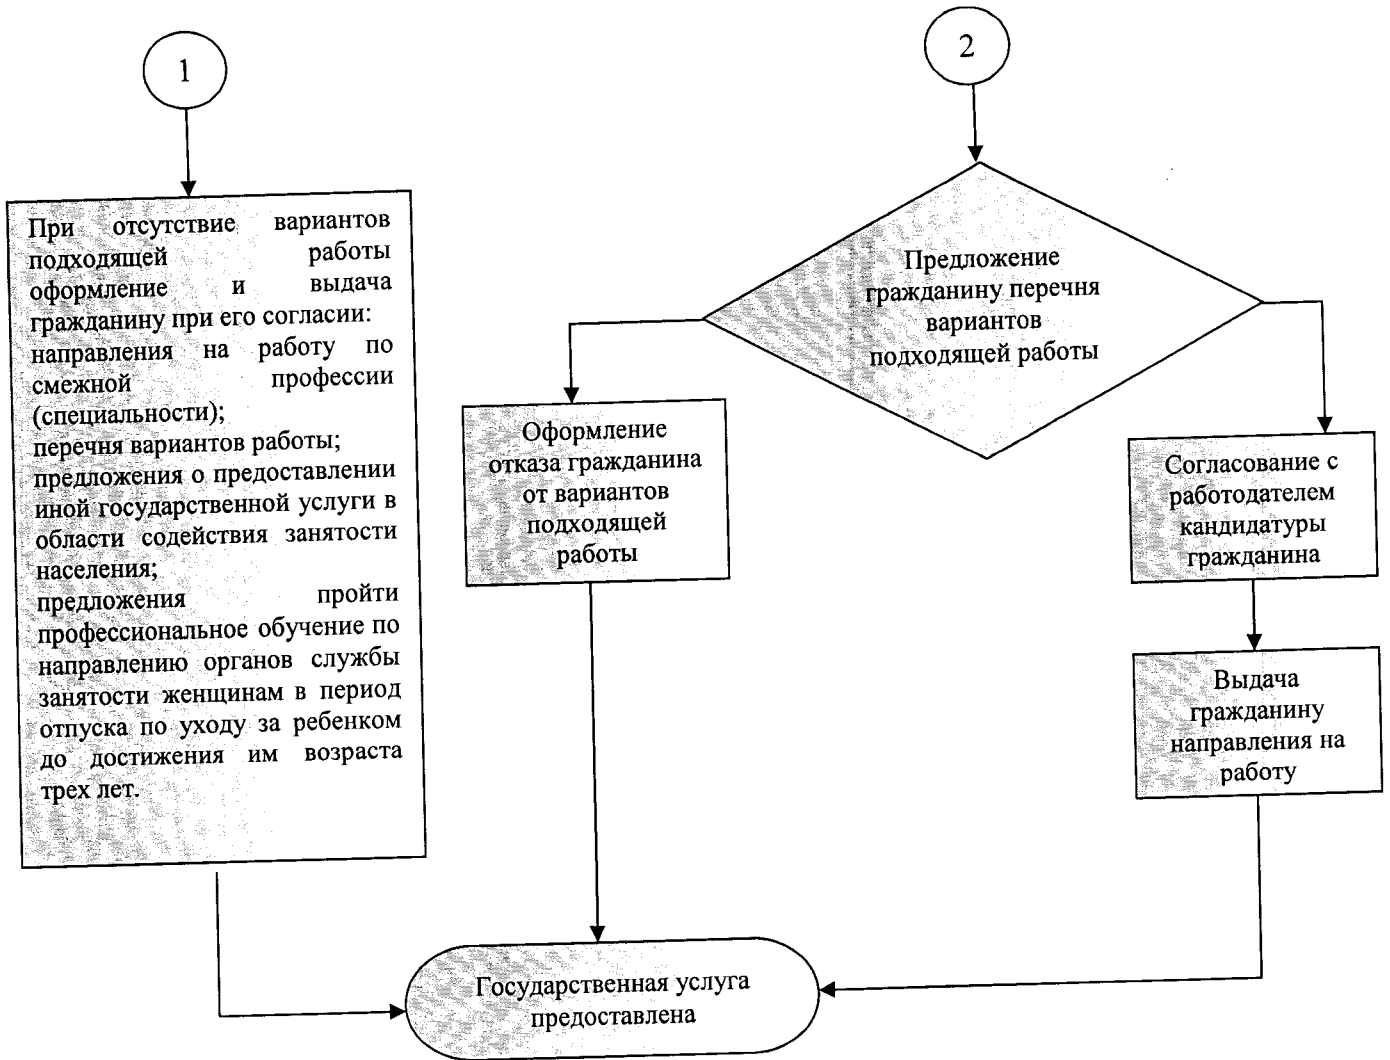 1
При отсутствие вариантов
подходящей работы
оформление и выдача
гражданину при его согласии:
направления на работу по
смежной профессии
(специальности);
перечня вариантов работы;
предложения о предоставлении
иной государственной услуги в
области содействия занятости
населения;
предложения пройти
профессиональное обучение по
направлению органов службы
занятости женщинам в период
отпуска по уходу за ребенком
до достижения им возраста
трех лет.
2
Предложение
гражданину перечня
вариантов
подходящей работы
Оформление
отказа гражданина
от вариантов
подходящей
работы
Согласование с
работодателем
кандидатуры
гражданина
Выдача
гражданину
направления на
работу
Государственная услуга
предоставлена